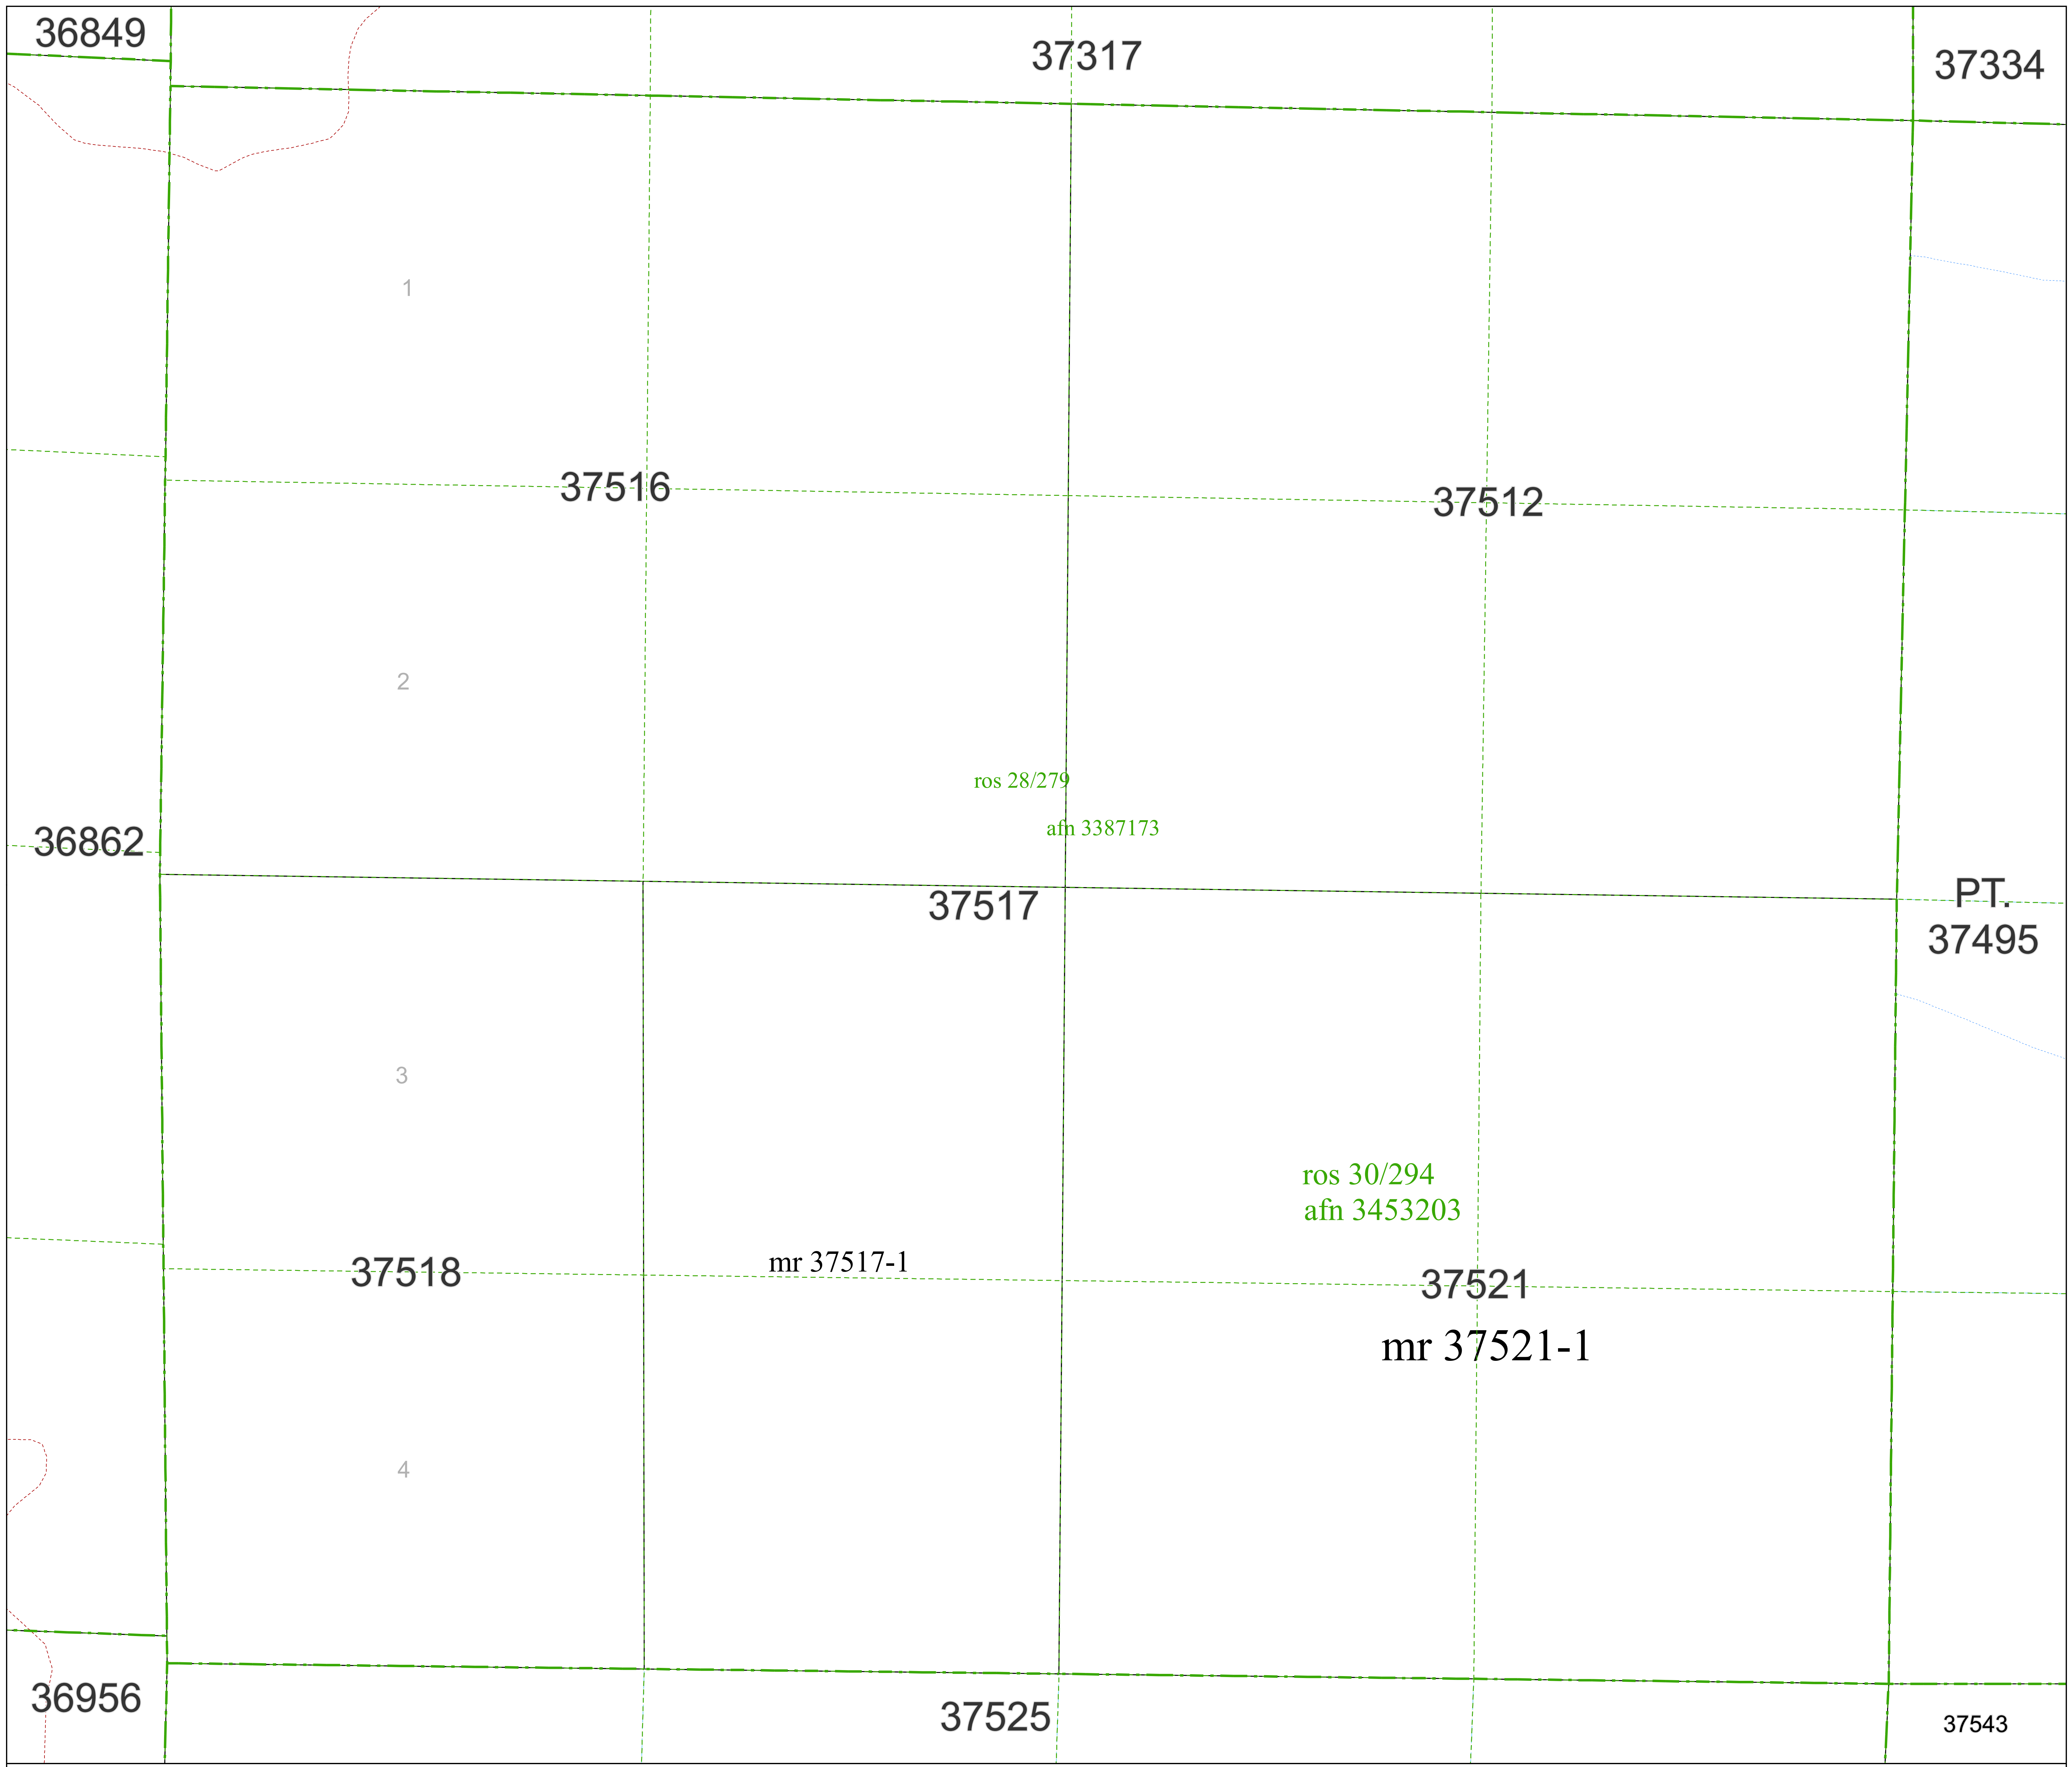 36849
37317
37334
1
37516
37512
2
ros 28/279
afn 3387173
36862
PT.
37495
37517
3
ros 30/294
afn 3453203
mr 37517-1
37518
37521
mr 37521-1
4
36956
37525
37543